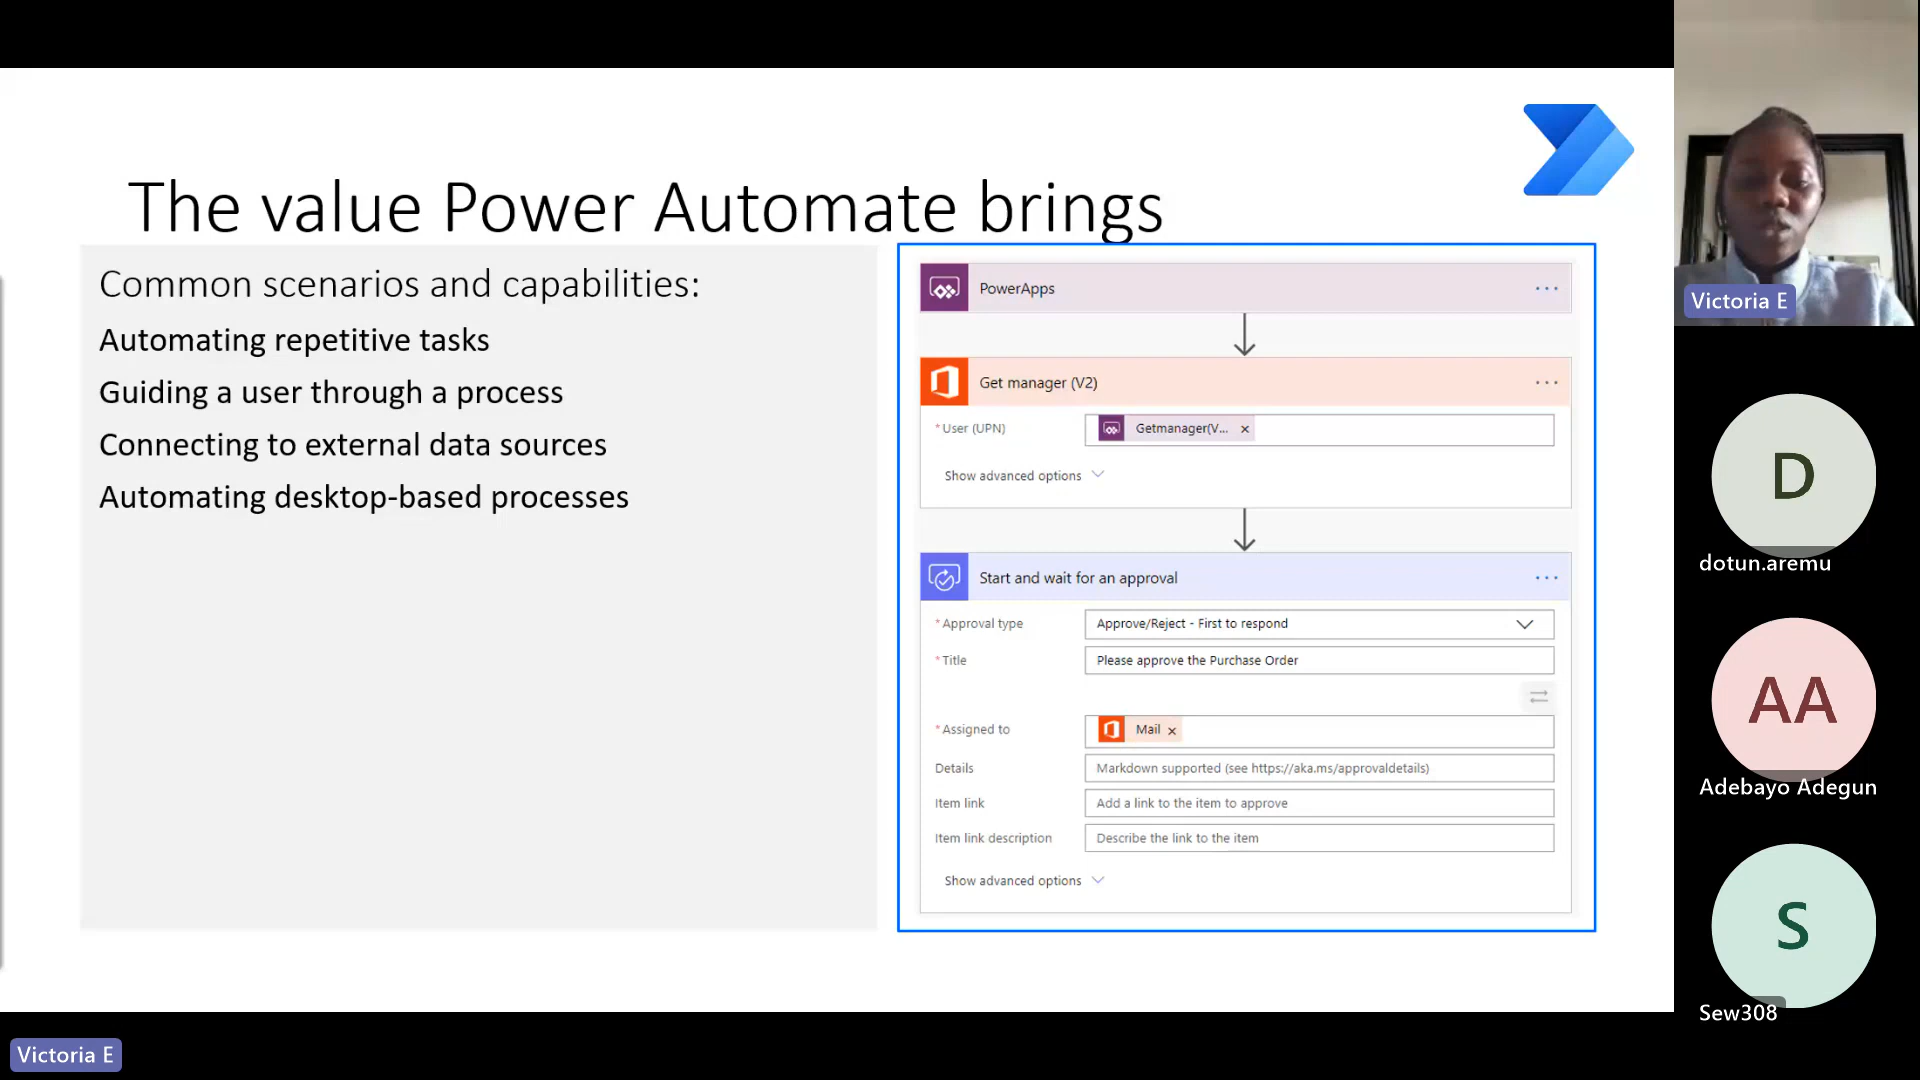 The value Power Automate brings
Common scenarios and capabilities:
Automating repetitive tasks
Guiding a user through a process
Connecting to external data sources
Automating desktop-based processes
PowerApps
Get manager (V2)
* User (UPN)
Getmanager(V... ×
Show advanced options
Start and wait for an approval
* Approval type
Approve/Reject - First to respond
* Title
Please approve the Purchase Order
* Assigned to
Mail ×
Details
Markdown supported (see https://aka.ms/approvaldetails)
Item link
Add a link to the item to approve
Item link description
Describe the link to the item
Show advanced options
Victoria E
D
dotun.aremu
AA
Adebayo Adegun
S
Sew308
Victoria E